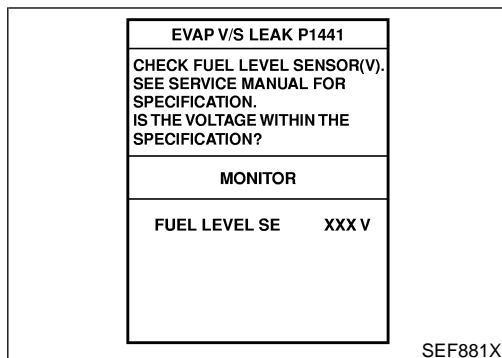 EVAP V/S LEAK P1441
CHECK FUEL LEVEL SENSOR(V).
SEE SERVICE MANUAL FOR
SPECIFICATION.
IS THE VOLTAGE WITHIN THE
SPECIFICATION?
MONITOR
FUEL LEVEL SE XXX V
SEF881X